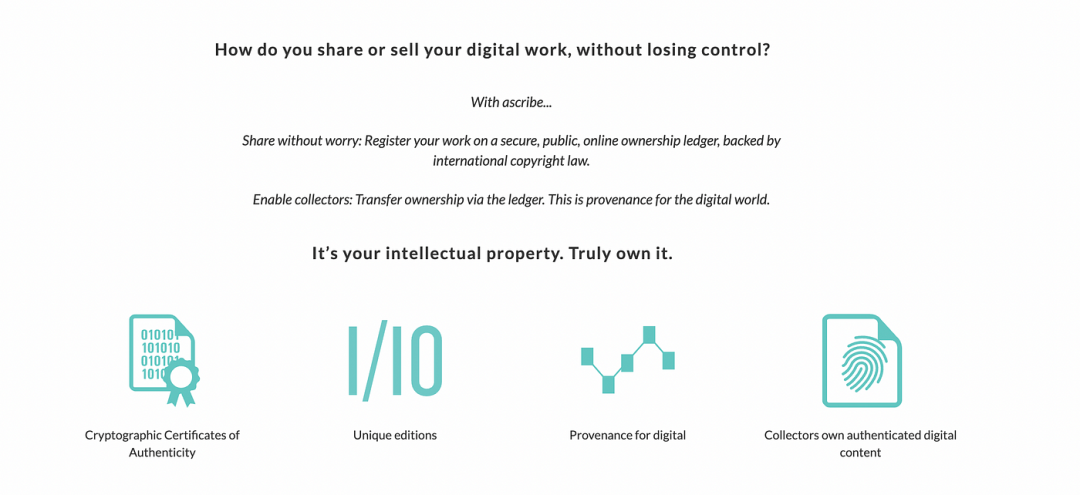 How do you share or sell your digital work, without losing control?
With ascribe...
Share without worry: Register your work on a secure, public, online ownership ledger, backed by
international copyright law.
Enable collectors: Transfer ownership via the ledger. This is provenance for the digital world.
It’s your intellectual property. Truly own it.
010101
101010
010101
1010
1/10
Cryptographic Certificates of
Authenticity
Unique editions
Provenance for digital
Collectors own authenticated digital
content